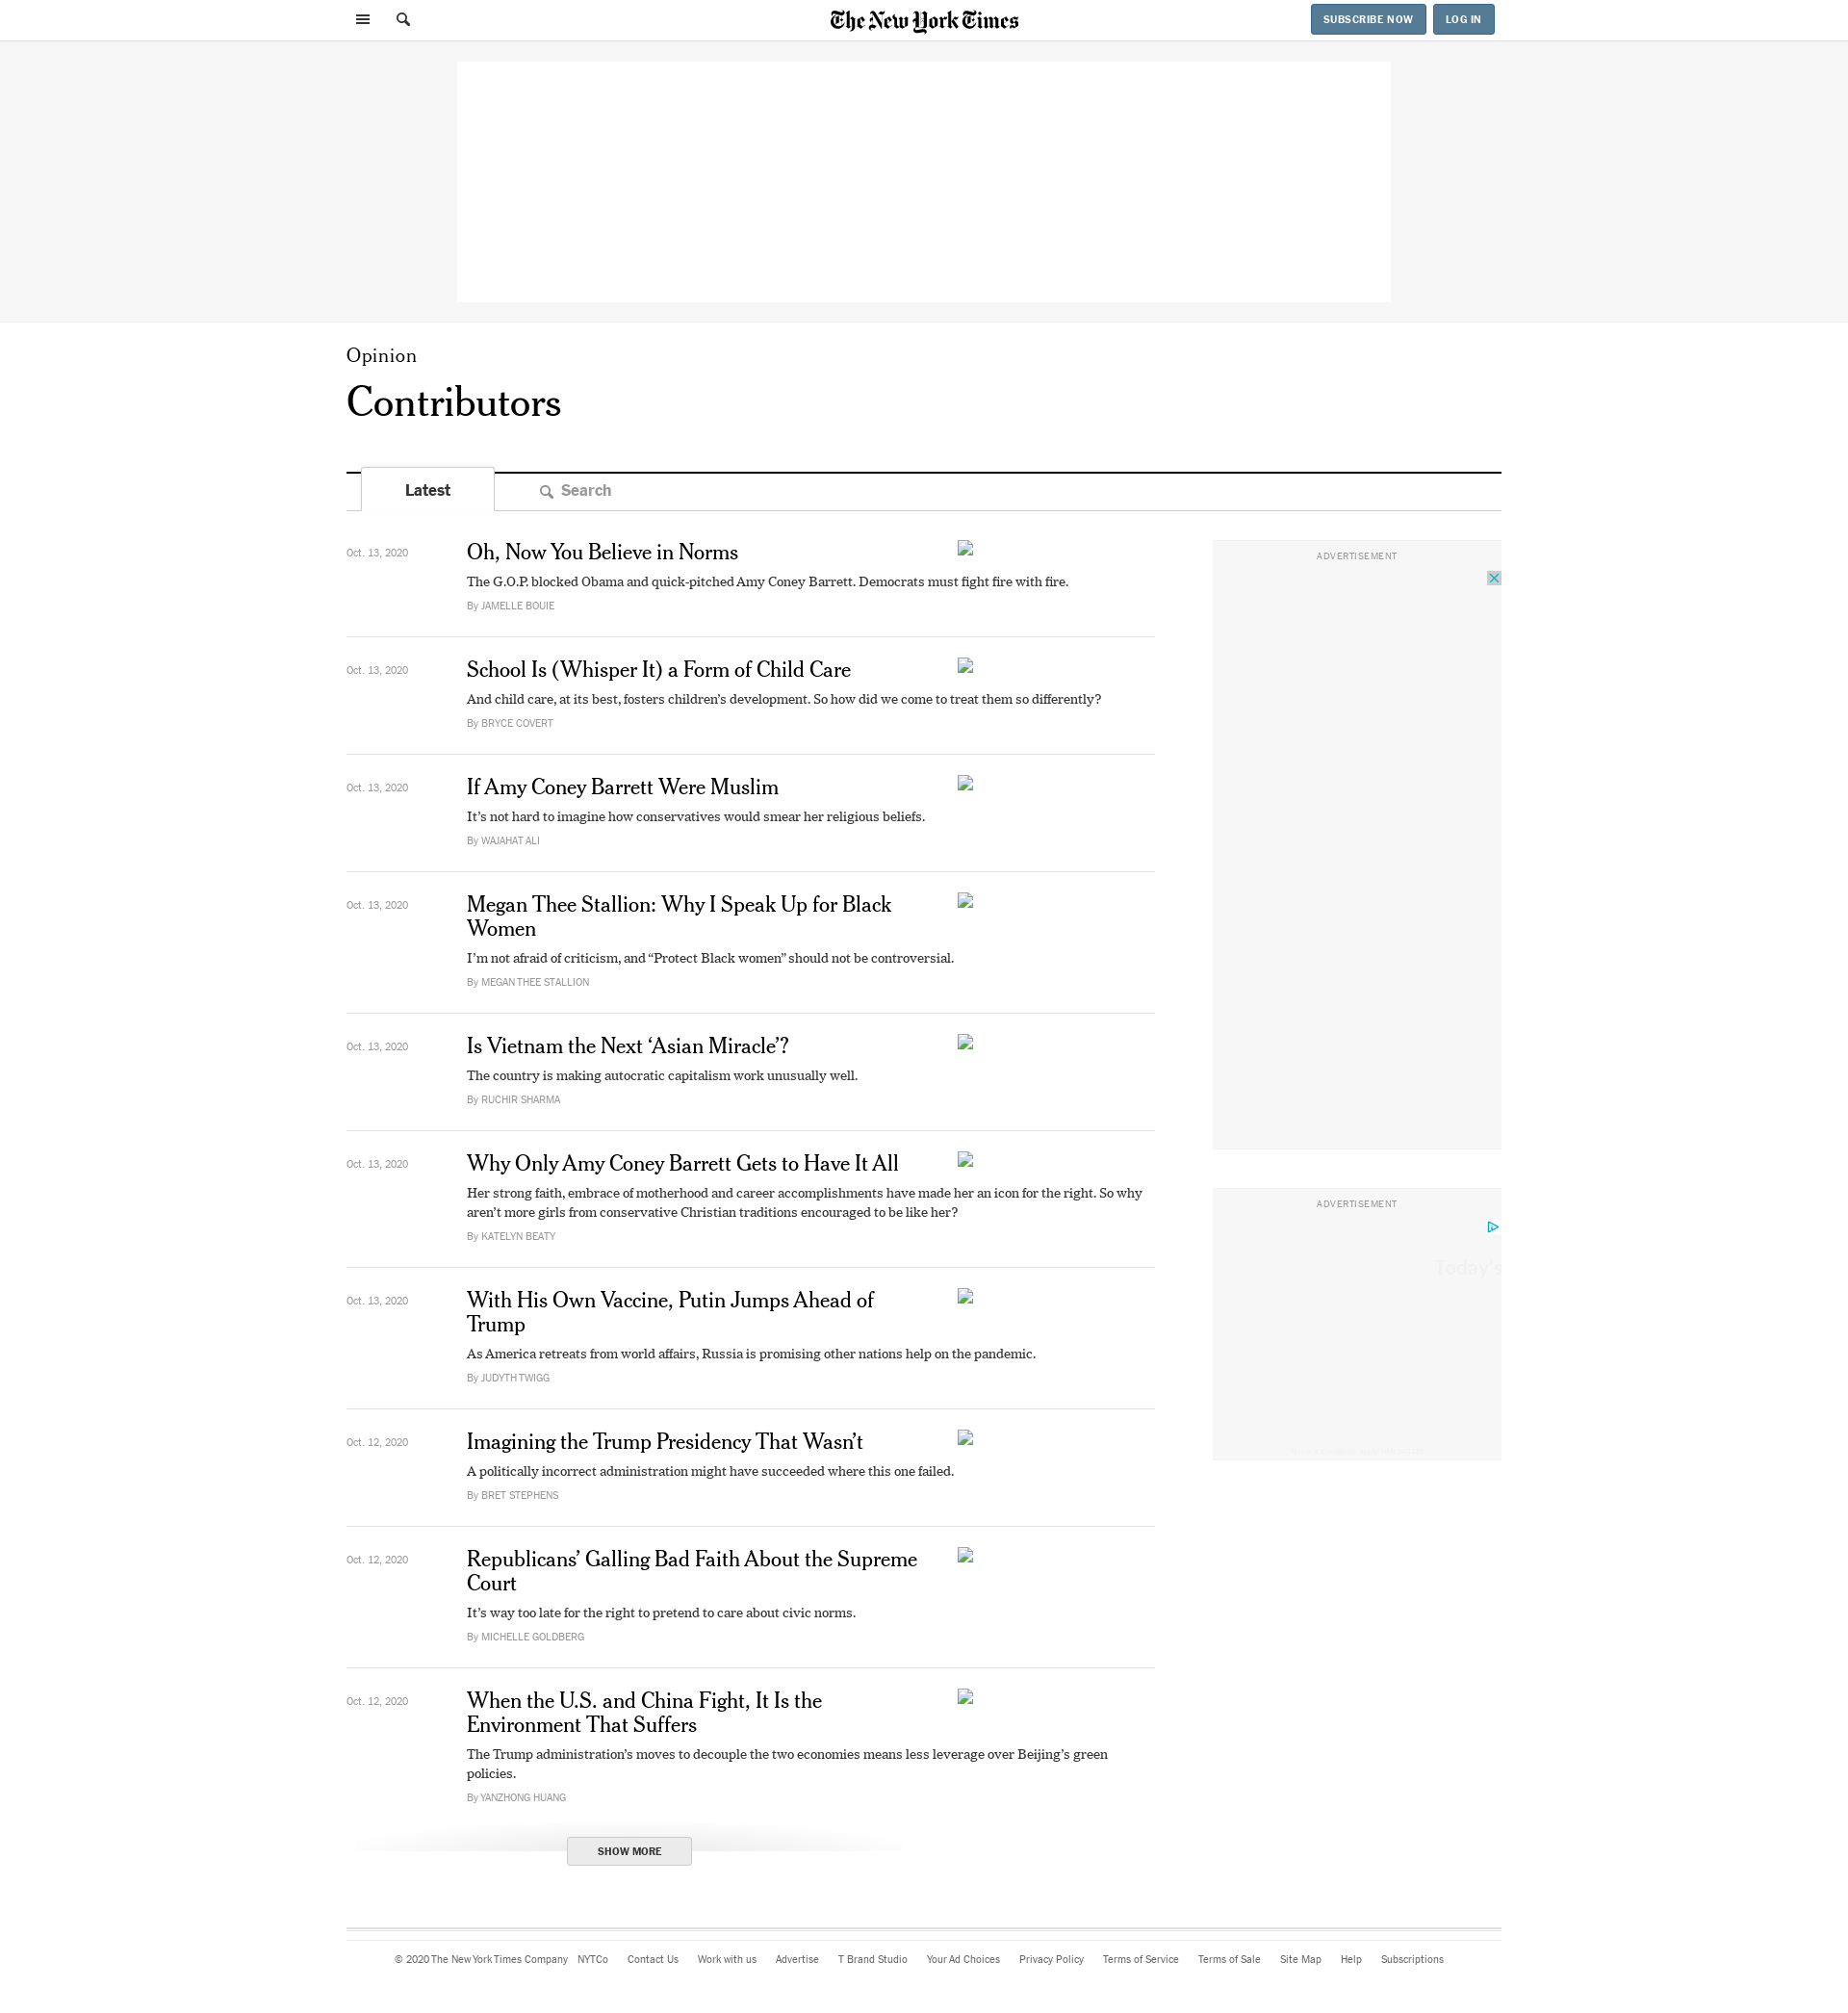 The New York Times
SUBSCRIBE NOW
LOG IN
Opinion
Contributors
Latest
Search
Oct. 13, 2020
Oh, Now You Believe in Norms
The G.O.P. blocked Obama and quick-pitched Amy Coney Barrett. Democrats must fight fire with fire.
By JAMELLE BOUIE
Oct. 13, 2020
School Is (Whisper It) a Form of Child Care
And child care, at its best, fosters children’s development. So how did we come to treat them so differently?
By BRYCE COVERT
Oct. 13, 2020
If Amy Coney Barrett Were Muslim
It’s not hard to imagine how conservatives would smear her religious beliefs.
By WAJAHAT ALI
Oct. 13, 2020
Megan Thee Stallion: Why I Speak Up for Black
Women
I’m not afraid of criticism, and “Protect Black women” should not be controversial.
By MEGAN THEE STALLION
Oct. 13, 2020
Is Vietnam the Next ‘Asian Miracle’?
The country is making autocratic capitalism work unusually well.
By RUCHIR SHARMA
Oct. 13, 2020
Why Only Amy Coney Barrett Gets to Have It All
Her strong faith, embrace of motherhood and career accomplishments have made her an icon for the right. So why
aren’t more girls from conservative Christian traditions encouraged to be like her?
By KATELYN BEATY
Oct. 13, 2020
With His Own Vaccine, Putin Jumps Ahead of
Trump
As America retreats from world affairs, Russia is promising other nations help on the pandemic.
By JUDYTH TWIGG
Oct. 12, 2020
Imagining the Trump Presidency That Wasn’t
A politically incorrect administration might have succeeded where this one failed.
By BRET STEPHENS
Oct. 12, 2020
Republicans’ Galling Bad Faith About the Supreme
Court
It’s way too late for the right to pretend to care about civic norms.
By MICHELLE GOLDBERG
Oct. 12, 2020
When the U.S. and China Fight, It Is the
Environment That Suffers
The Trump administration’s moves to decouple the two economies means less leverage over Beijing’s green
policies.
By YANZHONG HUANG
SHOW MORE
ADVERTISEMENT
ADVERTISEMENT
Today's
© 2020 The New York Times Company NYTCo Contact Us Work with us Advertise T Brand Studio Your Ad Choices Privacy Policy Terms of Service Terms of Sale Site Map Help Subscriptions